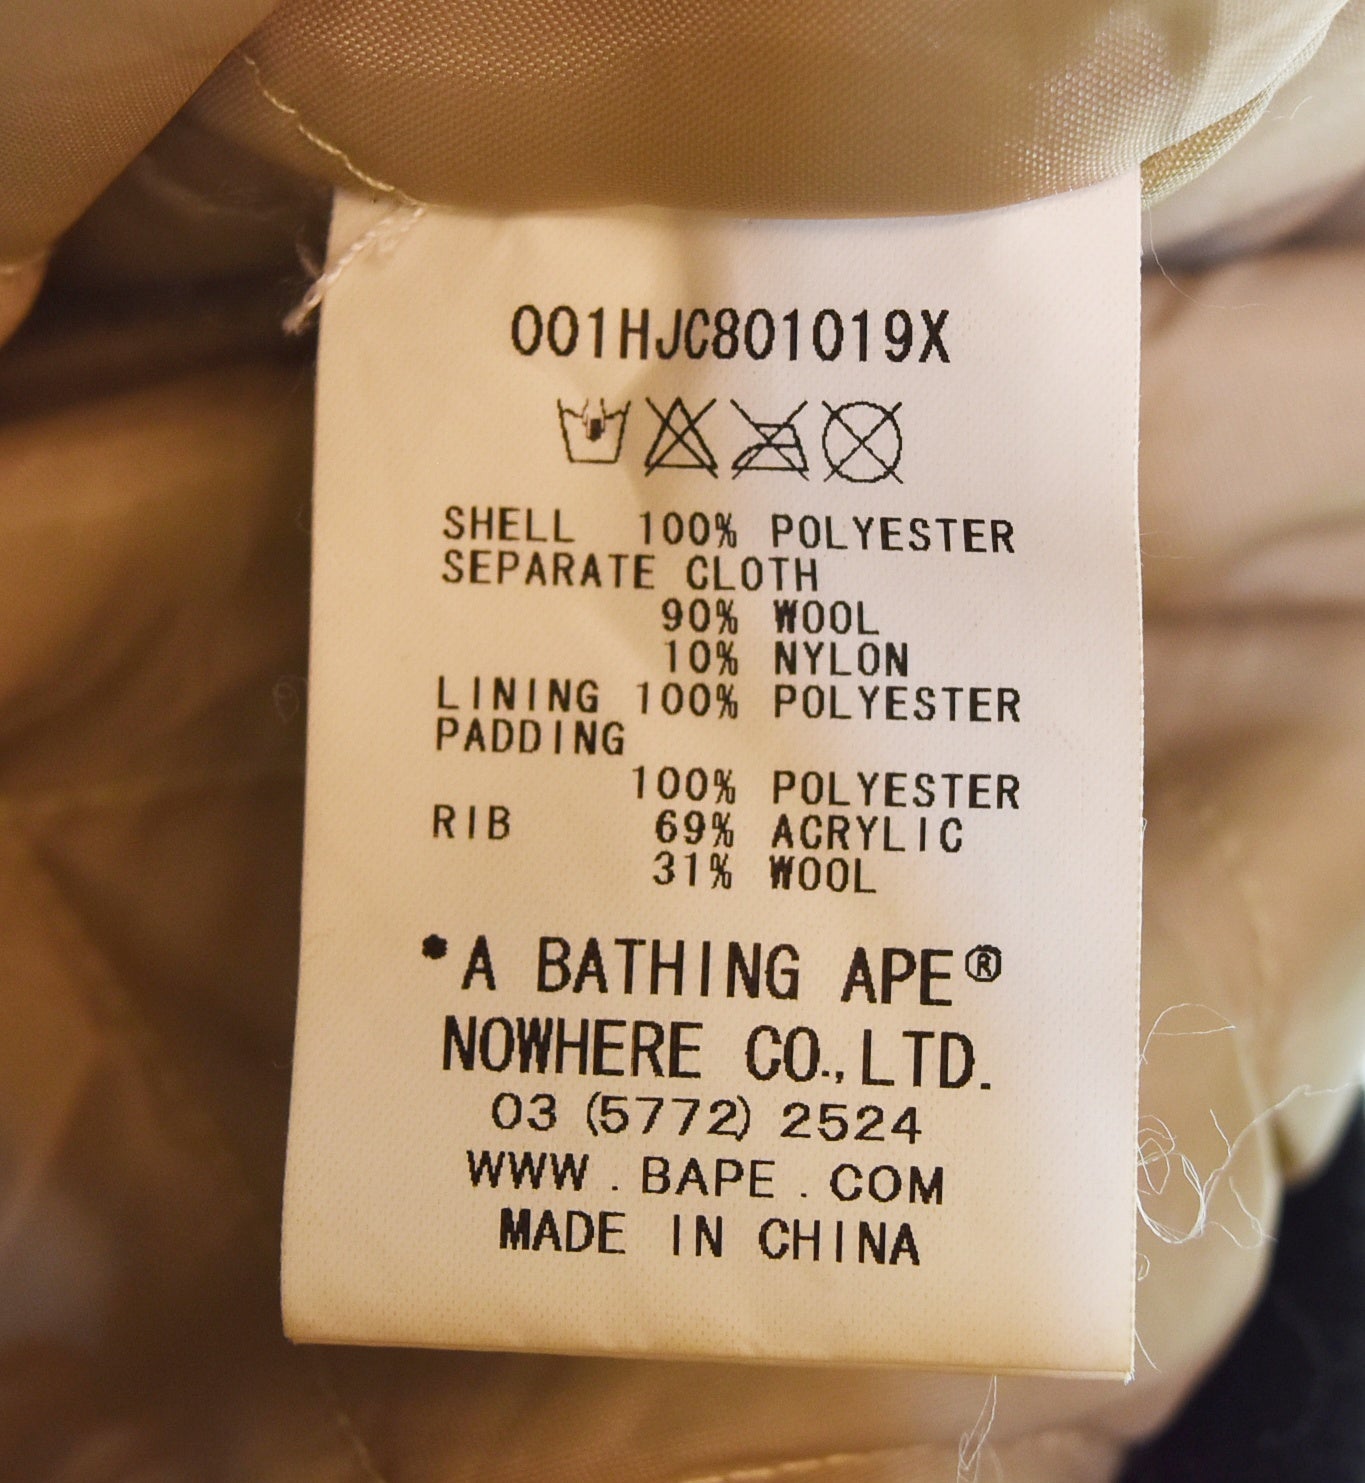 001HJC801019X
SHELL 100% POLYESTER
SEPARATE CLOTH
90% WOOL
10% NYLON
LINING 100% POLYESTER
PADDING
100% POLYESTER
RIB 69% ACRYLIC
31% WOOL
*A BATHING APE®
NOWHERE CO.,LTD.
03 (5772) 2524
WWW.BAPE.COM
MADE IN CHINA